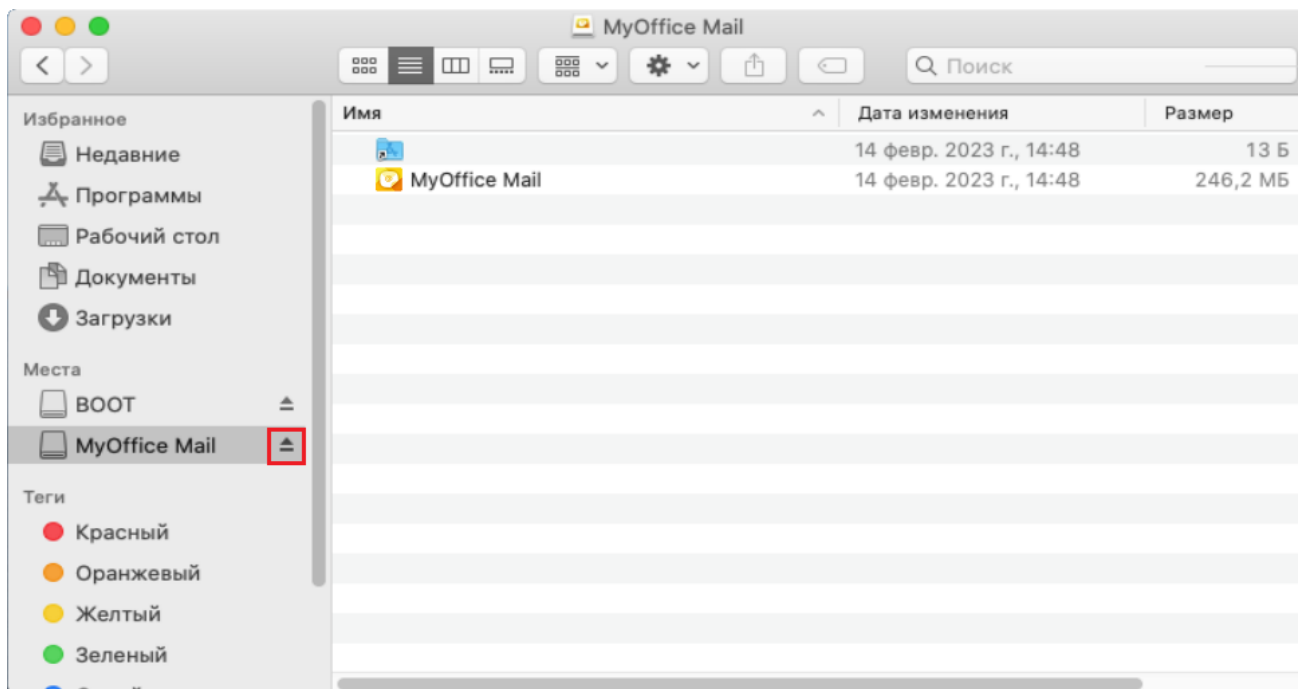 MyOffice Mail
Поиск
Избранное
Недавние
Программы
Рабочий стол
Документы
Загрузки
Места
BOOT
MyOffice Mail
Теги
Красный
Оранжевый
Желтый
Зеленый
Имя Дата изменения Размер
14 февр. 2023 г., 14:48 13 Б
MyOffice Mail 14 февр. 2023 г., 14:48 246,2 МБ